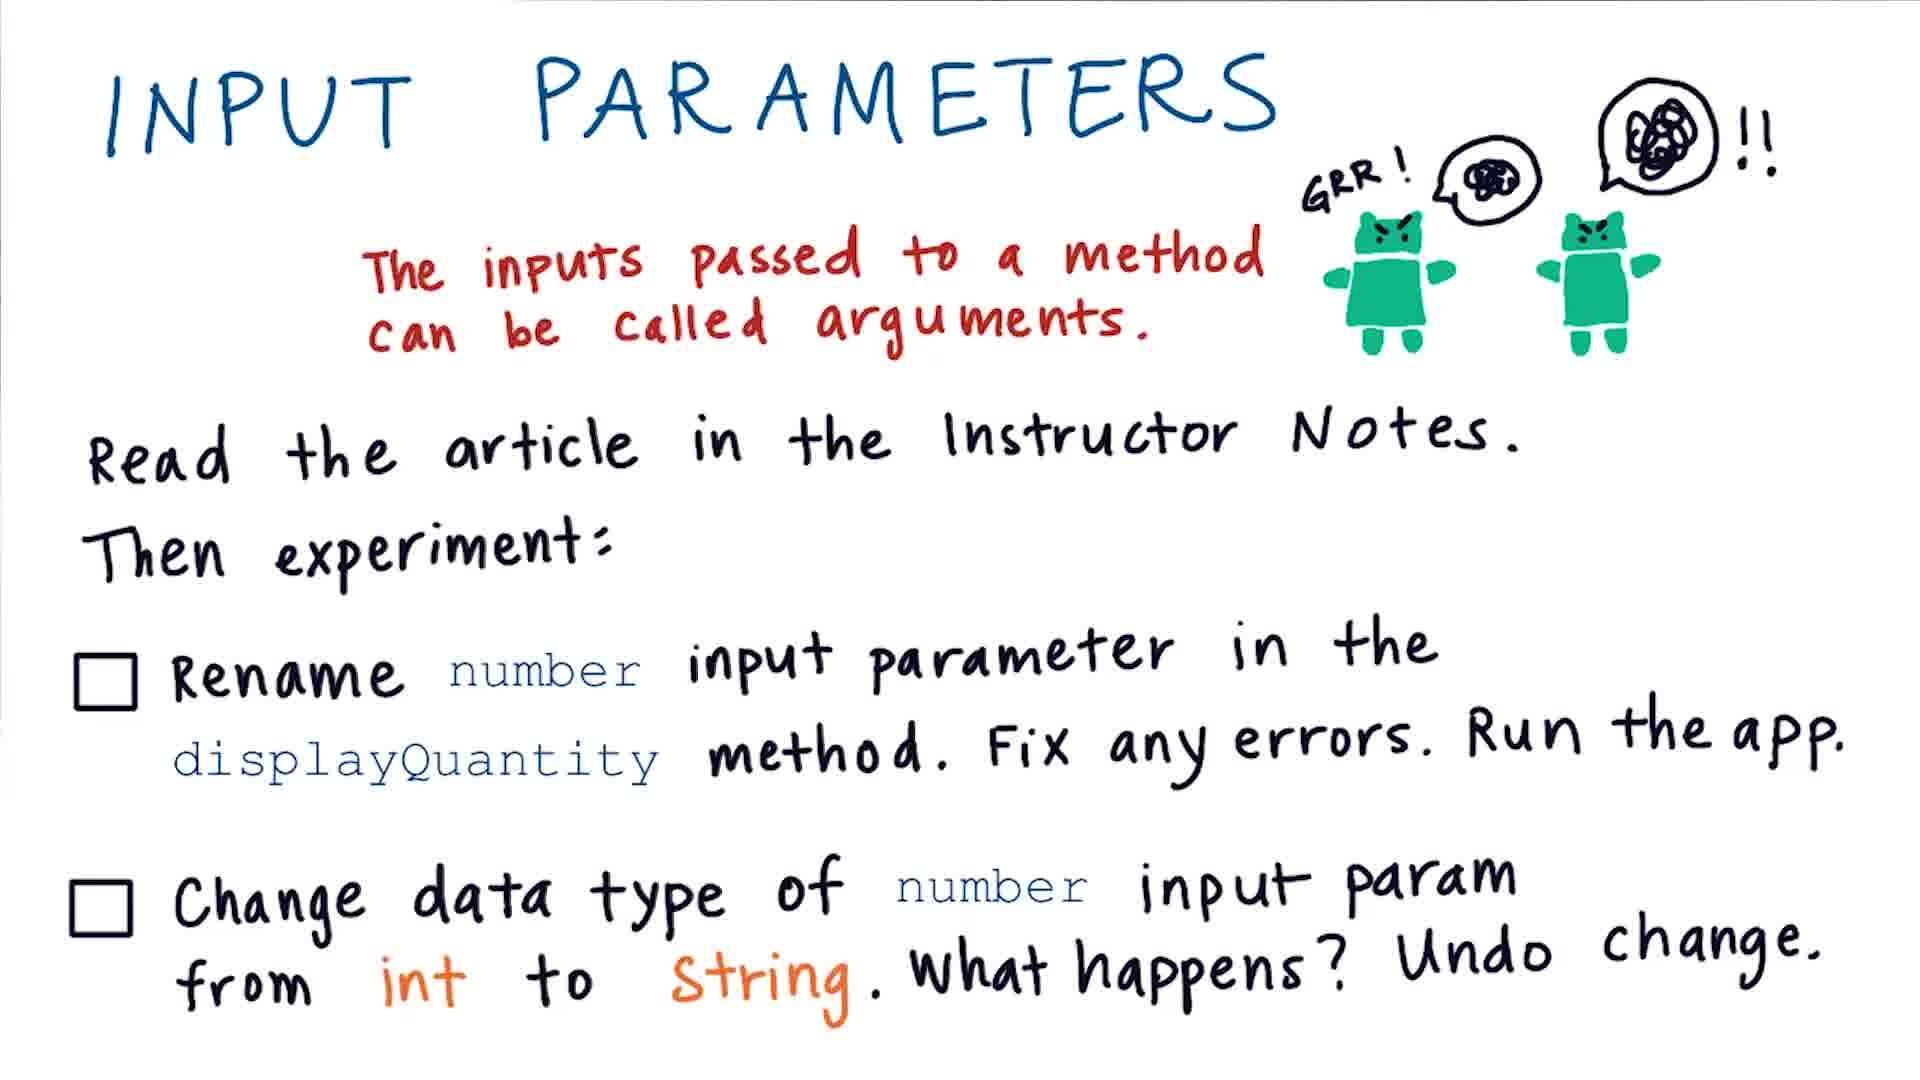 INPUT PARAMETERS
GRR! !!
The inputs passed to a method
can be called arguments.
Read the article in the Instructor Notes.
Then experiment:
Rename number input parameter in the
displayQuantity method. Fix any errors. Run the app.
Change data type of number input param
from int to String. What happens? Undo change.